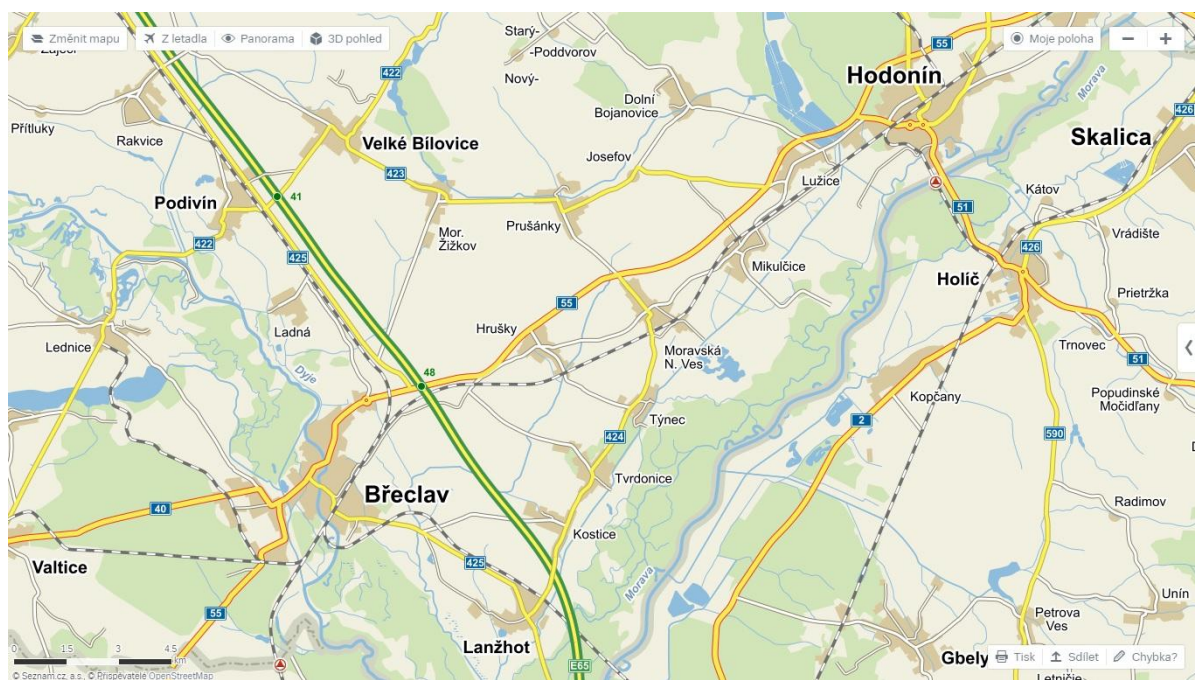 Změnit mapu
Z letadla
Panorama
3D pohled
Moje poloha
Starý-
-Poddvorov
Nový-
55
Hodonín
Morava
422
Dolní
Bojanovice
426
Přítluky
Rakvice
Velké Bílovice
Skalica
Josefov
423
Lužice
Kátov
41
Podivín
51
Prušánky
Mor.
Žižkov
Vrádište
422
426
425
Mikulčice
Holíč
Prietržka
55
Ladná
Hrušky
Lednice
Moravská
N. Ves
Trnovec
51
Dyje
48
Popudinské
Močidľany
Kopčany
2
Týnec
590
424
Tvrdonice
Břeclav
Radimov
40
Kostice
Valtice
425
Morava
Unín
55
Petrova
Ves
Lanžhot
Gbely
E65
Letničie
0 1.5 3 4.5
km
Tisk
Sdílet
Chybka?
© Seznam.cz, a.s., © Přispěvatelé OpenStreetMap